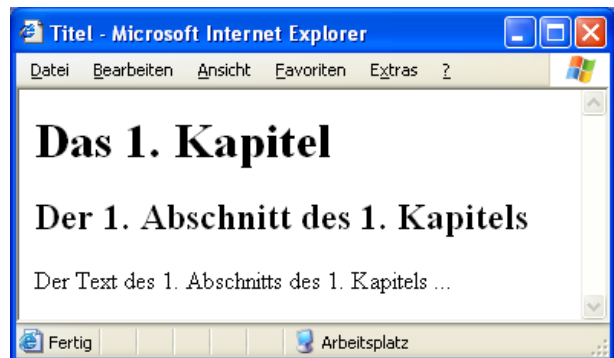 Titel - Microsoft Internet Explorer
Datei Bearbeiten Ansicht Favoriten Extras ?
Das 1. Kapitel
Der 1. Abschnitt des 1. Kapitels
Der Text des 1. Abschnitts des 1. Kapitels ...
Fertig Arbeitsplatz